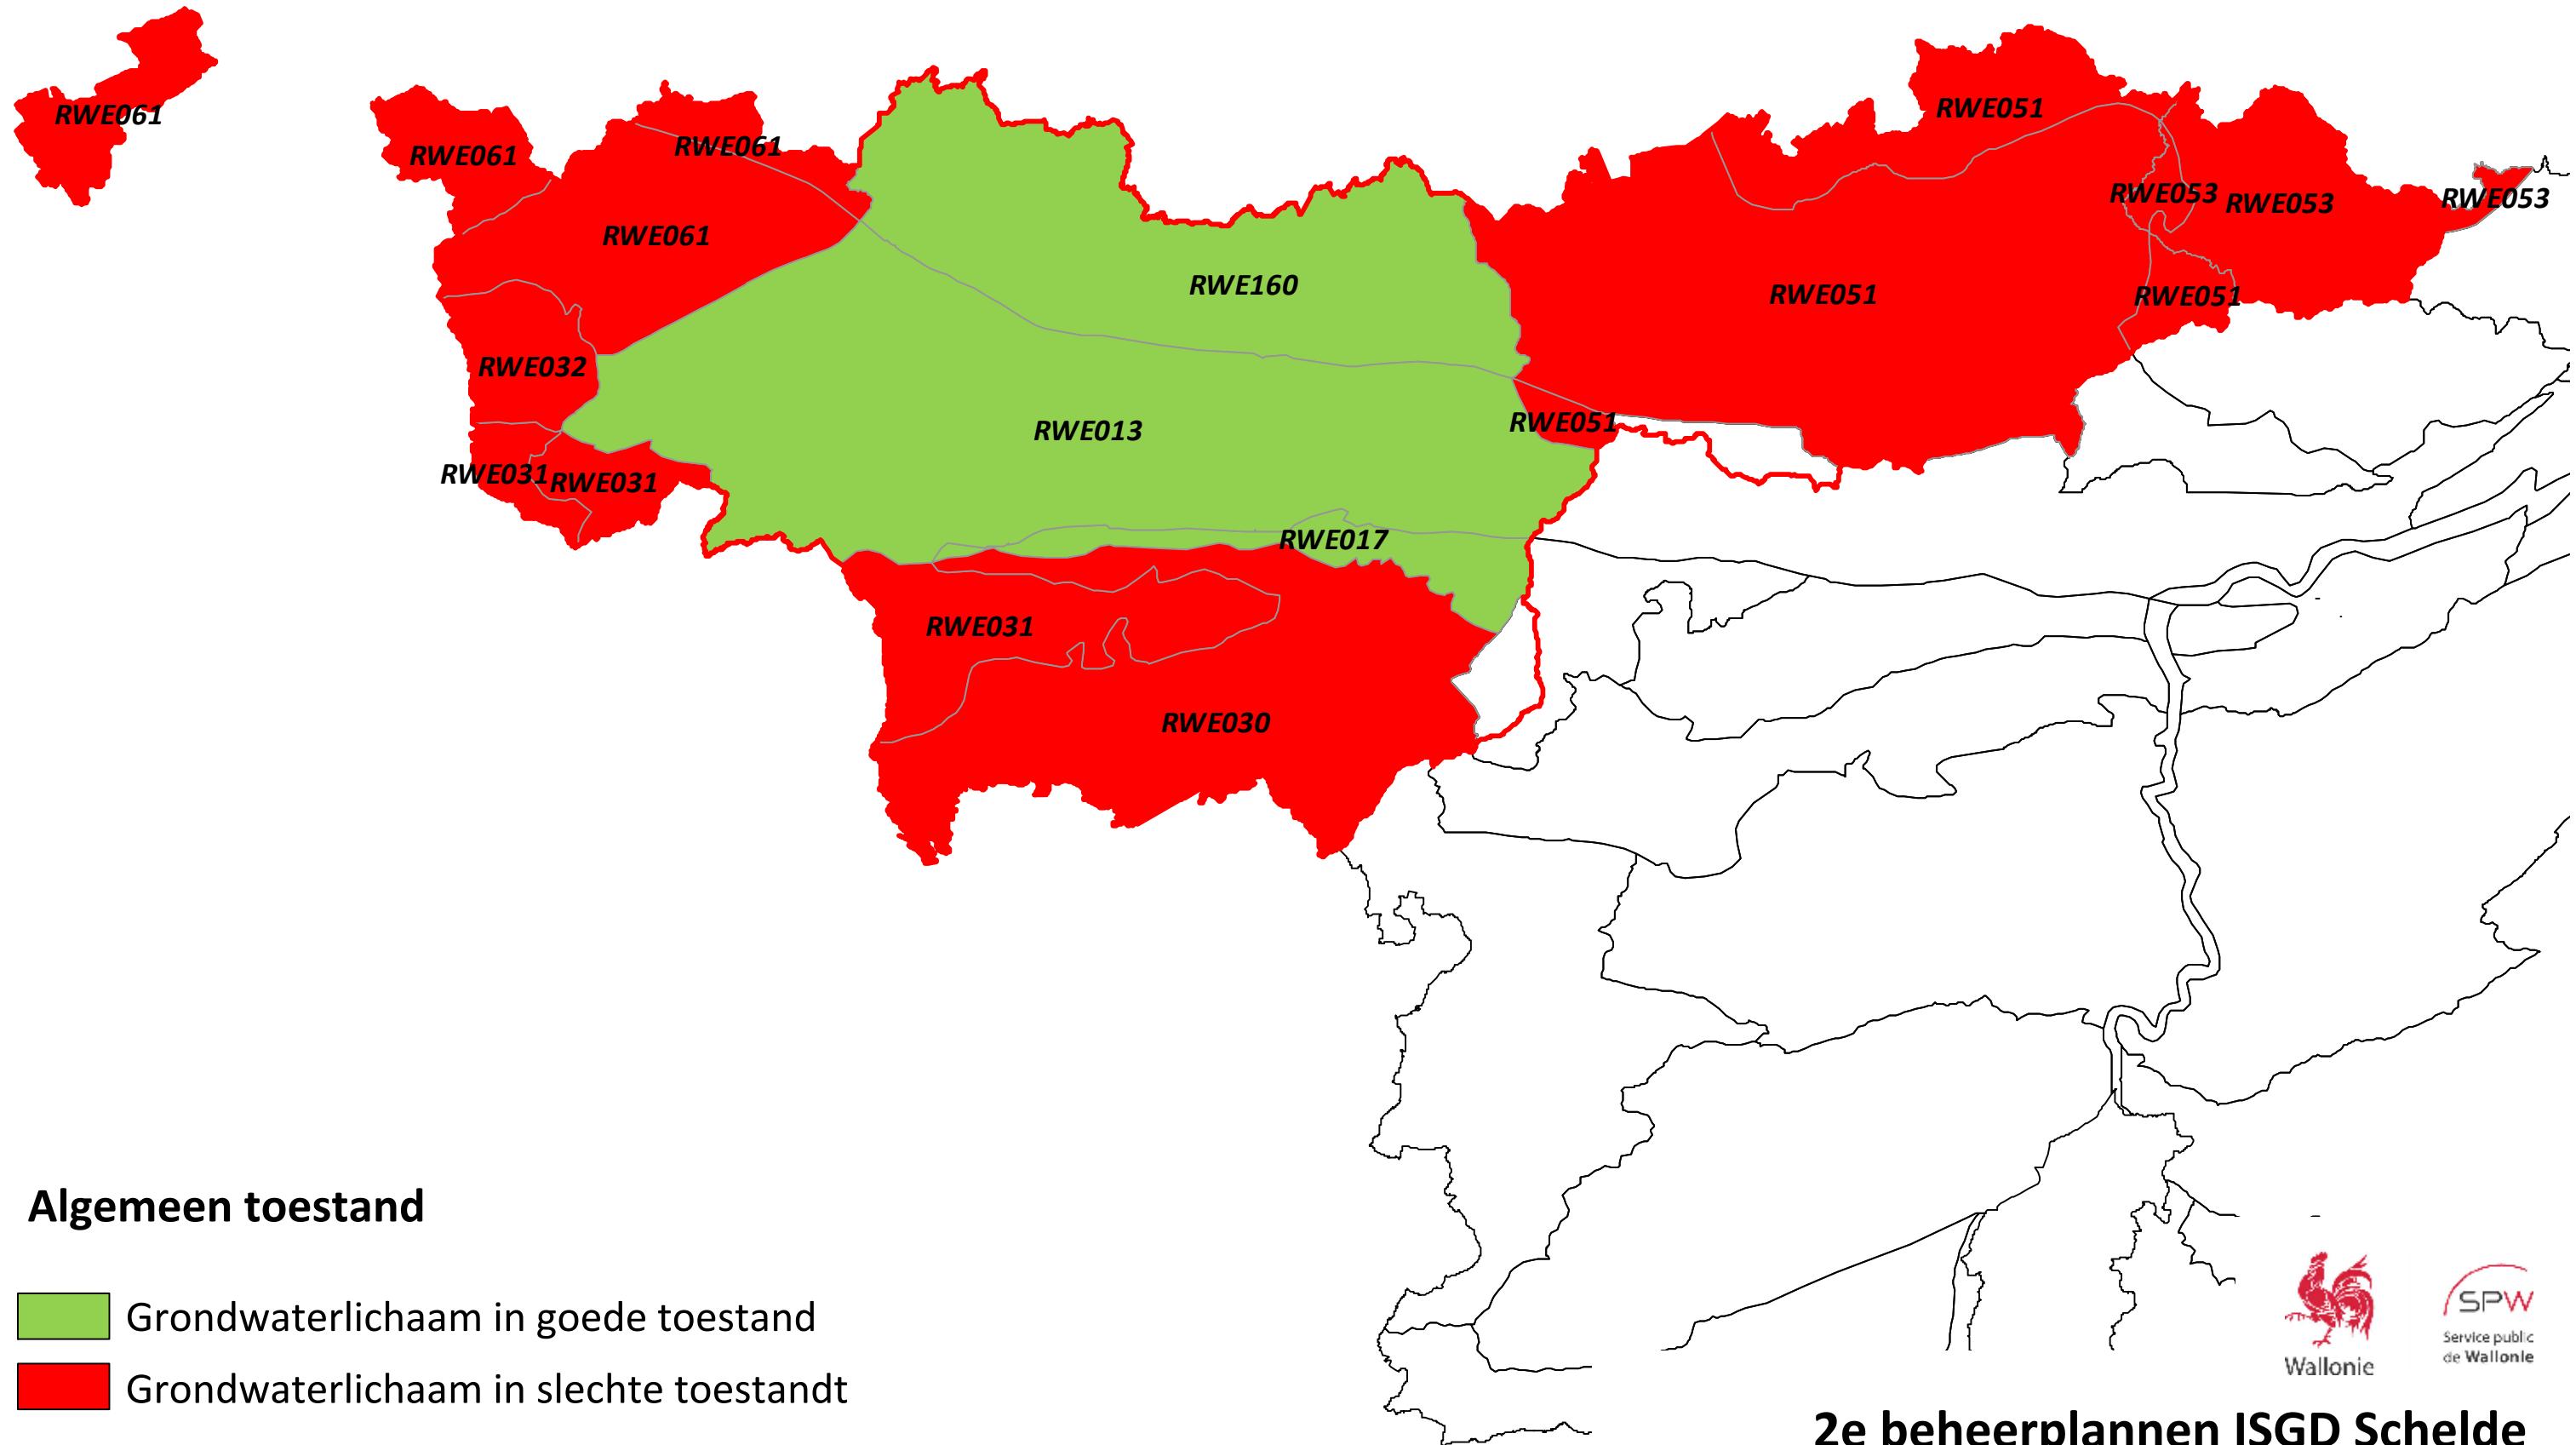 RWE061
RWE061
RWE061
RWE061
RWE051
RWE053
RWE053
RWE053
RWE160
RWE051
RWE051
RWE032
RWE013
RWE051
RWE031
RWE031
RWE017
RWE031
RWE030
Algemeen toestand
Grondwaterlichaam in goede toestand
Grondwaterlichaam in slechte toestandt
Wallonie
SPW
Service public
de Wallonie
2e beheerplannen ISGD Schelde